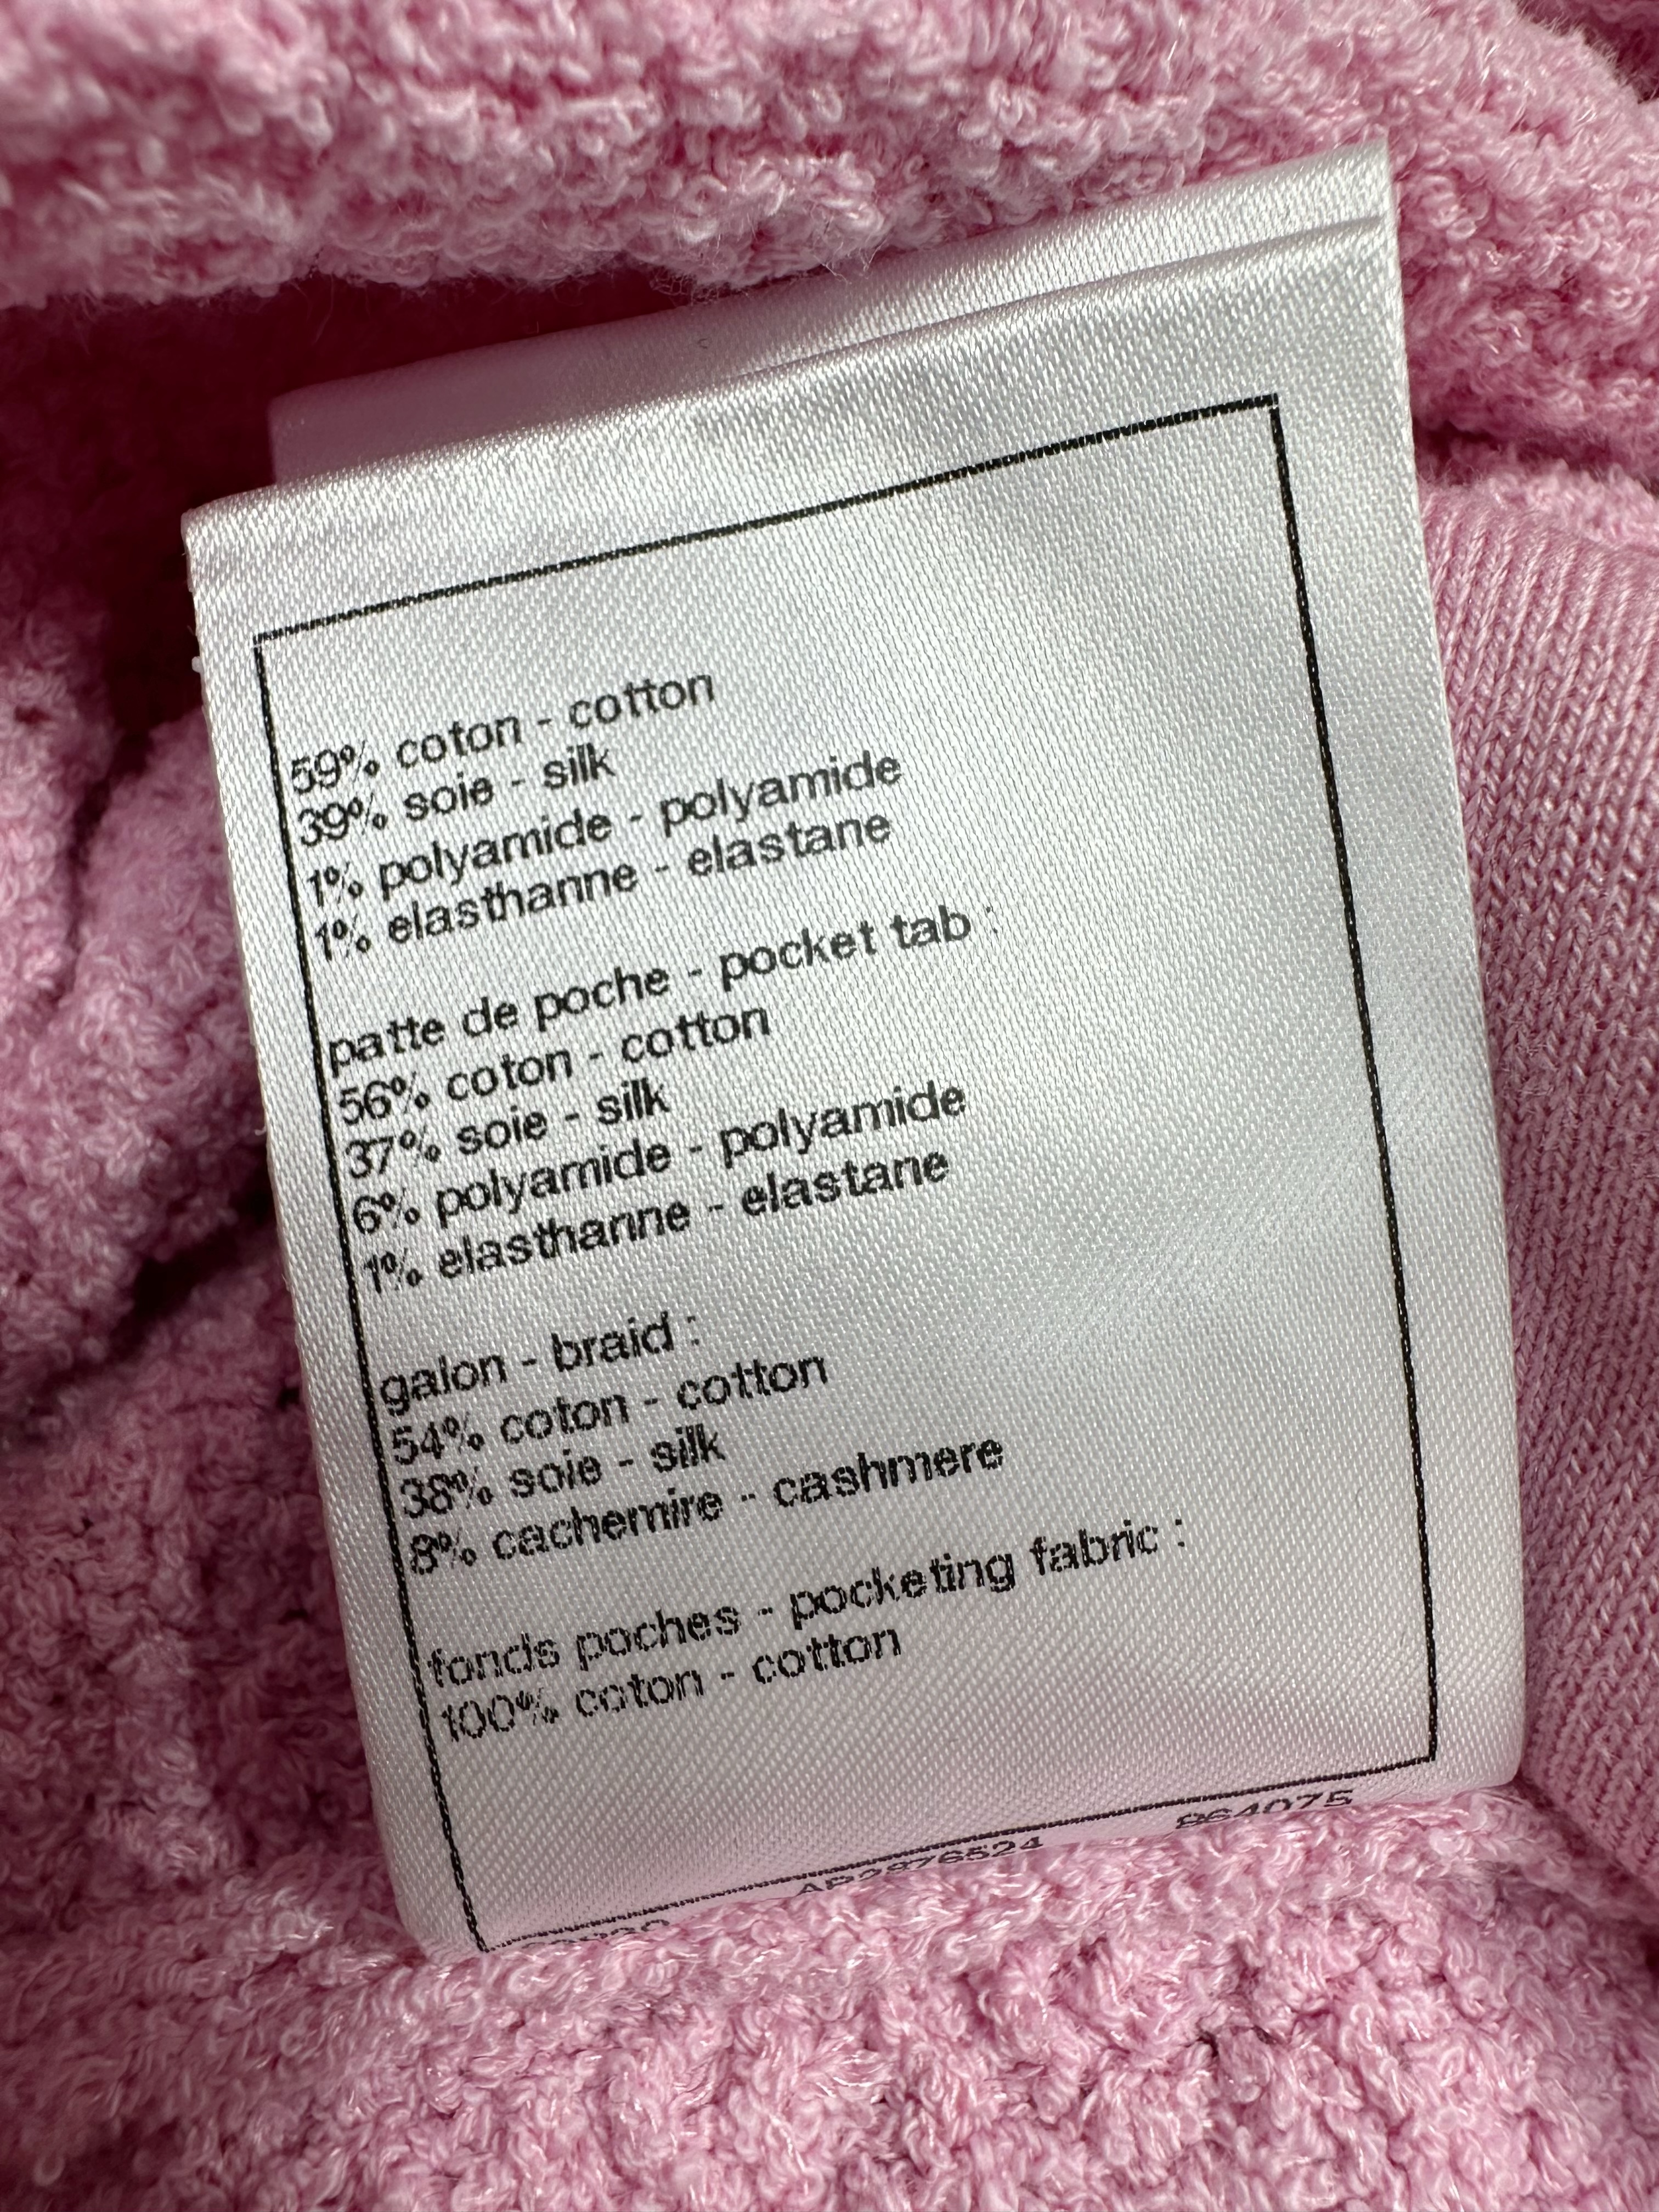 59% coton - cotton
39% soie - silk
1% polyamide - polyamide
1% elasthanne - elastane
patte de poche - pocket tab :
56% coton - cotton
37% soie - silk
6% polyamide - polyamide
1% elasthanne - elastane
galon - braid :
54% coton - cotton
38% soie - silk
8% cachemire - cashmere
fonds poches - pocketing fabric :
100% coton - cotton
864075